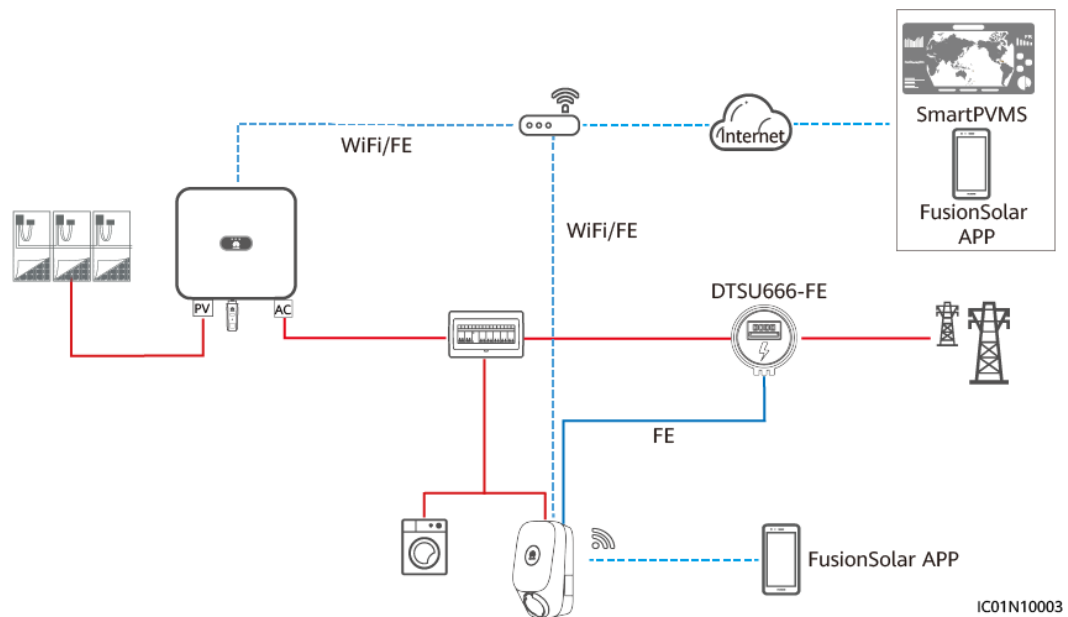 SmartPVMS
Internet
WiFi/FE
FusionSolar
APP
WiFi/FE
DTSU666-FE
PV
AC
FE
FusionSolar APP
IC01N10003